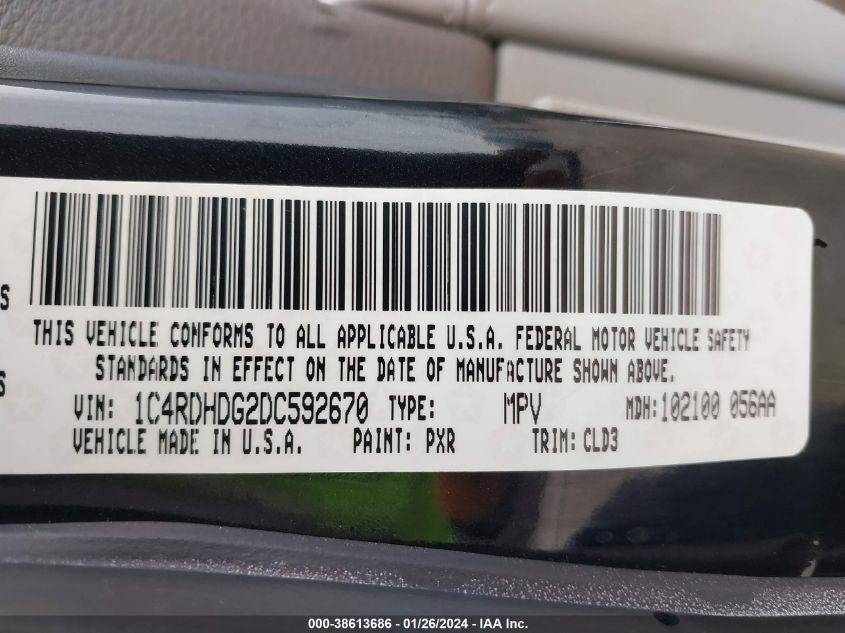 S
THIS VEHICLE CONFORMS TO ALL APPLICABLE U.S.A. FEDERAL MOTOR VEHICLE SAFETY
STANDARDS IN EFFECT ON THE DATE OF MANUFACTURE SHOWN ABOVE.
S
VIN: 1C4RDHDG2DC592670 TYPE: MPV MDH:102100 056AA
VEHICLE MADE IN U.S.A. PAINT: PXR TRIM: CLD3
000-38613686 - 01/26/2024 - IAA Inc.